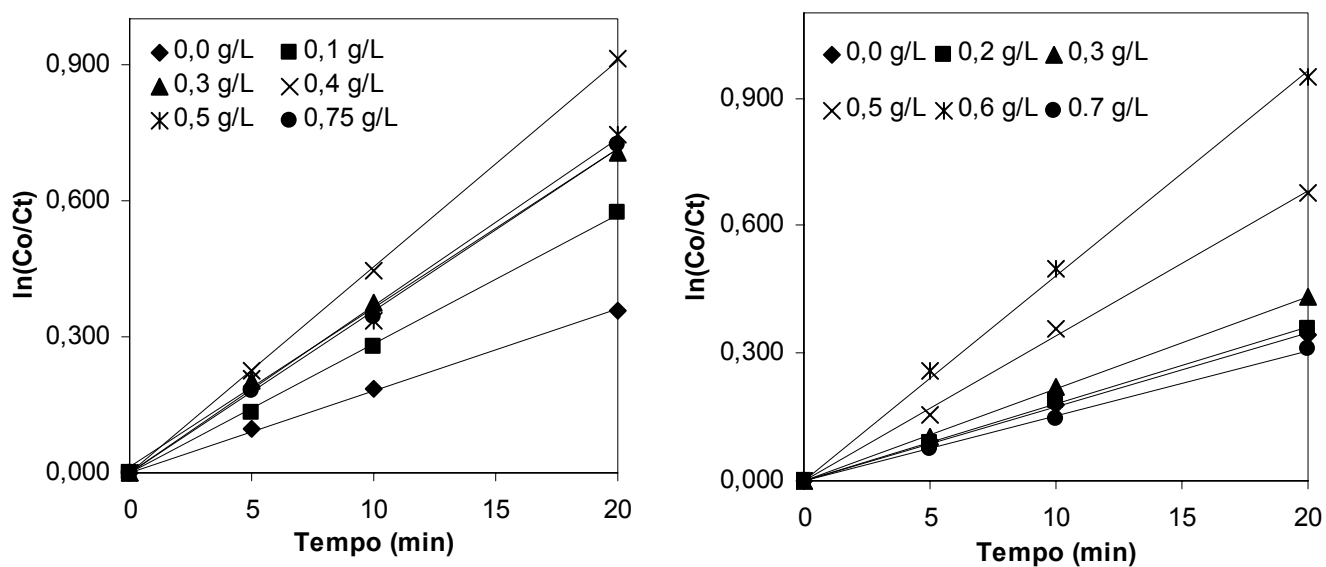 0,900
0,600
0,300
0,000
ln(Co/Ct)
0,0 g/L 0,1 g/L
0,3 g/L 0,4 g/L
0,5 g/L 0,75 g/L
0 5 10 15 20
Tempo (min)
0,900
0,600
0,300
0,000
ln(Co/Ct)
0,0 g/L 0,2 g/L 0,3 g/L
0,5 g/L 0,6 g/L 0.7 g/L
0 5 10 15 20
Tempo (min)